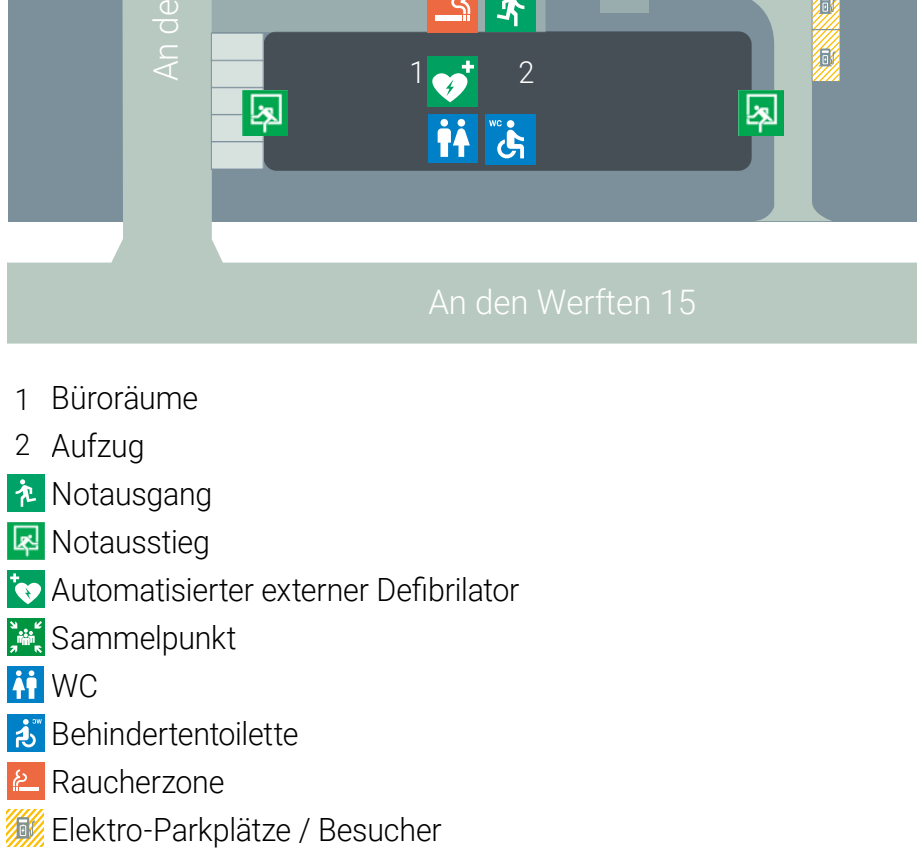 An de
1 2
WC
An den Werften 15
1 Büroräume
2 Aufzug
Notausgang
Notausstieg
Automatisierter externer Defibrilator
Sammelpunkt
WC
Behindertentoilette
Raucherzone
Elektro-Parkplätze / Besucher